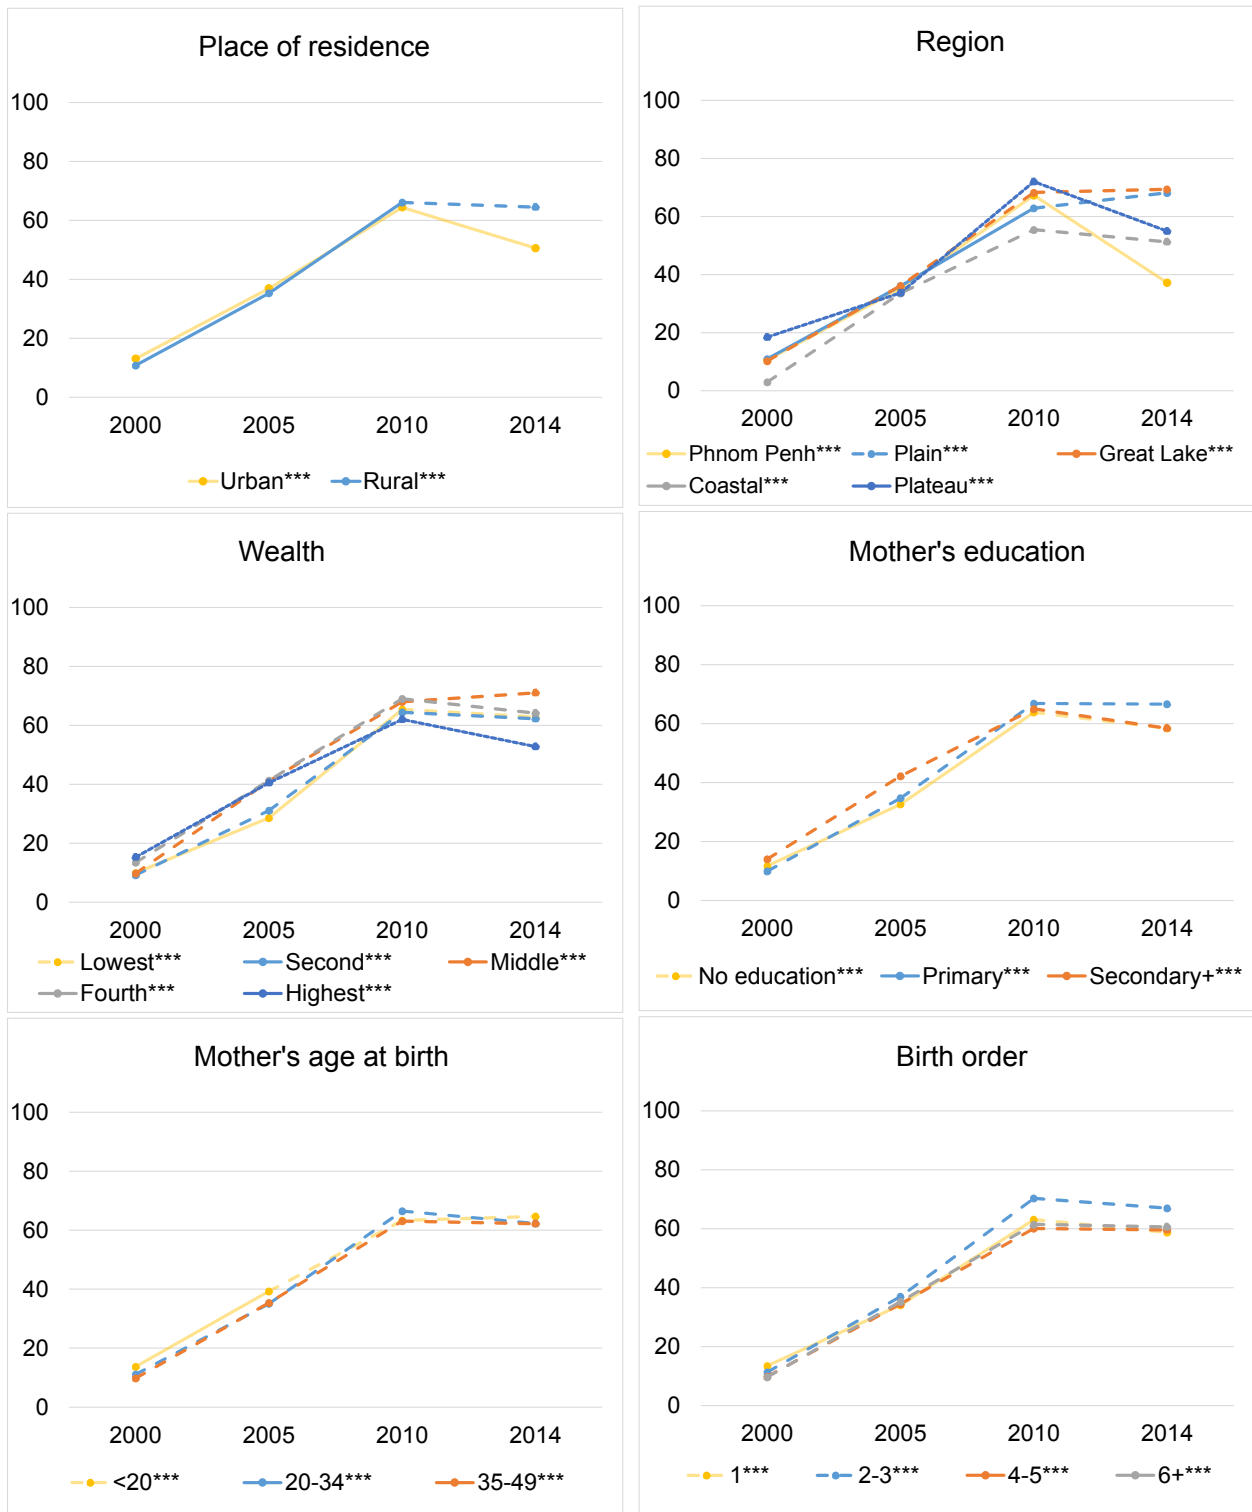 Place of residence
100
80
60
40
20
0
2000 2005 2010 2014
Urban*** Rural***
Region
100
80
60
40
20
0
2000 2005 2010 2014
Phnom Penh*** Plain*** Great Lake***
Coastal*** Plateau***
Wealth
100
80
60
40
20
0
2000 2005 2010 2014
Lowest*** Second*** Middle***
Fourth*** Highest***
Mother's education
100
80
60
40
20
0
2000 2005 2010 2014
No education*** Primary*** Secondary+***
Mother's age at birth
100
80
60
40
20
0
2000 2005 2010 2014
<20*** 20-34*** 35-49***
Birth order
100
80
60
40
20
0
2000 2005 2010 2014
1*** 2-3*** 4-5*** 6+***